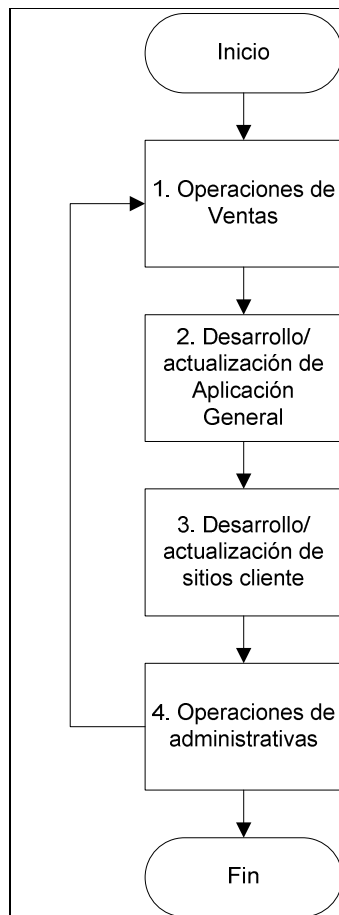 Inicio
1. Operaciones de
Ventas
2. Desarrollo/
actualización de
Aplicación
General
3. Desarrollo/
actualización de
sitios cliente
4. Operaciones de
administrativas
Fin